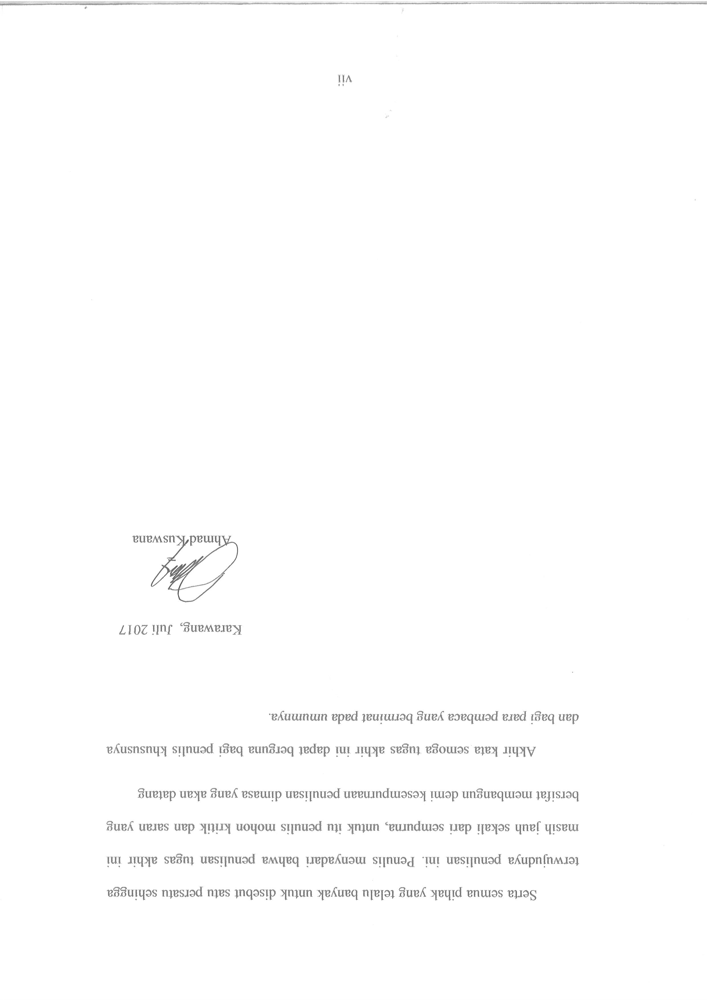 Serta semua pihak yang telalu banyak untuk disebut satu persatu sehingga
terwujudnya penulisan ini. Penulis menyadari bahwa penulisan tugas akhir ini
masih jauh sekali dari sempurna, untuk itu penulis mohon kritik dan saran yang
bersifat membangun demi kesempurnaan penulisan dimasa yang akan datang
Akhir kata semoga tugas akhir ini dapat berguna bagi penulis khususnya
dan bagi para pembaca yang berminat pada umumnya.
Karawang, Juli 2017
Ahmad Kuswana
vii